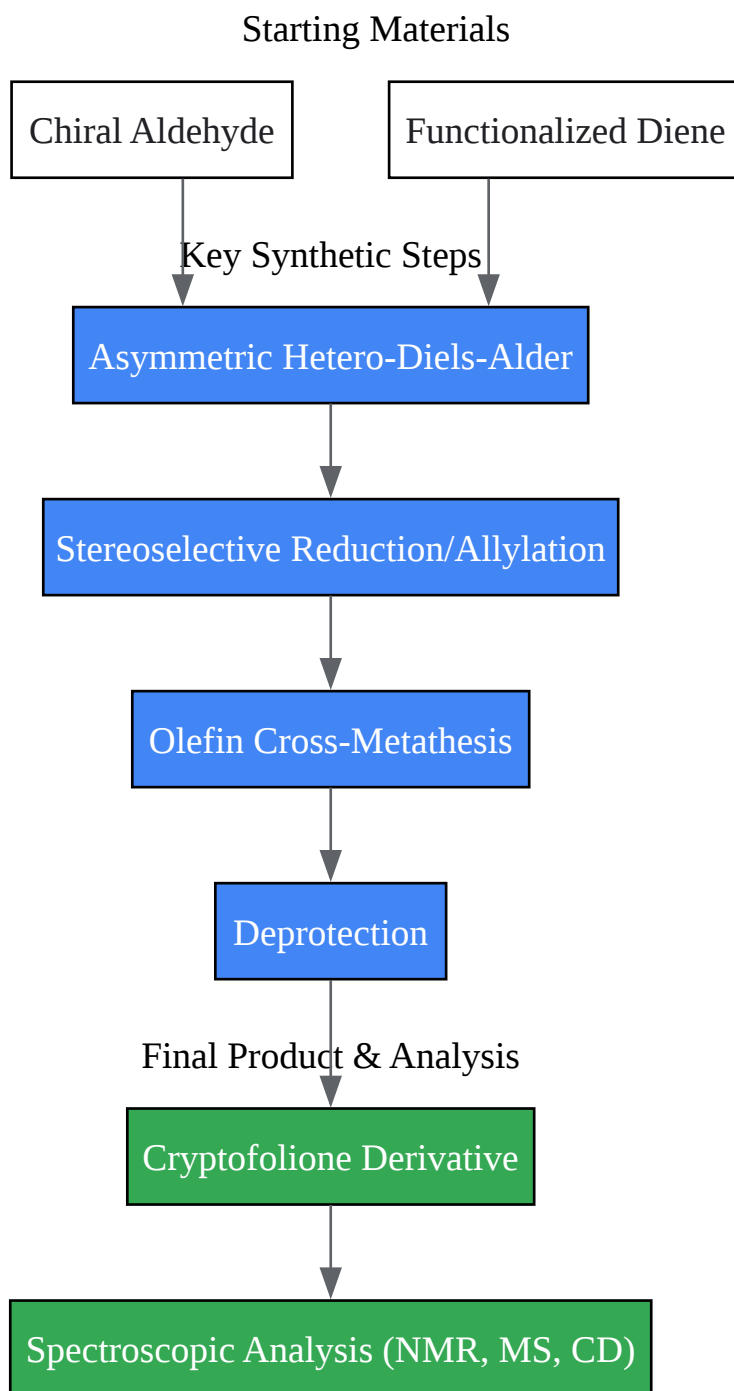 Starting Materials
Chiral Aldehyde
Functionalized Diene
Key Synthetic Steps
Asymmetric Hetero-Diels-Alder
Stereoselective Reduction/Allylation
Olefin Cross-Metathesis
Deprotection
Final Product & Analysis
Cryptofolione Derivative
Spectroscopic Analysis (NMR, MS, CD)